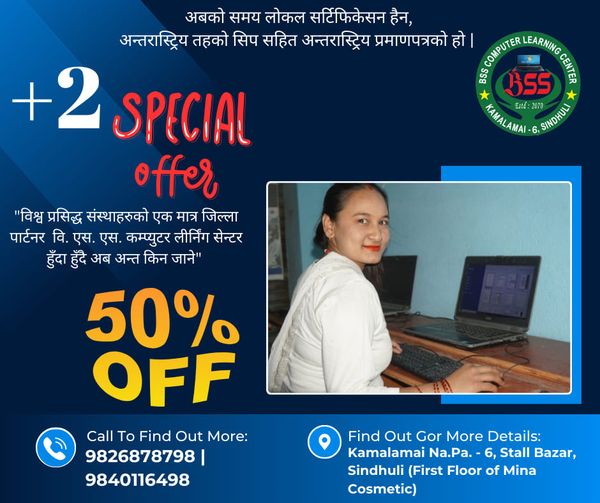 अबको समय लोकल सर्टिफिकेसन हैन,
अन्तरास्ट्रिय तहको सिप सहित अन्तरास्ट्रिय प्रमाणपत्रको हो |
BSS COMPUTER LEARNING CENTER
BSS
Estd : 2070
KAMALAMAI - 6, SINDHULI
+2 SPECIAL
offer
"विश्व प्रसिद्ध संस्थाहरुको एक मात्र जिल्ला
पार्टनर वि. एस. एस. कम्प्युटर लीर्निंग सेन्टर
हुँदा हुँदै अब अन्त किन जाने"
50%
OFF
Call To Find Out More:
9826878798 |
9840116498
Find Out Gor More Details:
Kamalamai Na.Pa. - 6, Stall Bazar,
Sindhuli (First Floor of Mina
Cosmetic)